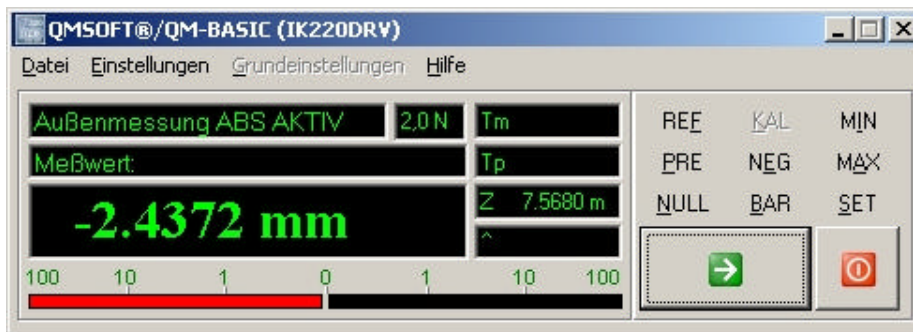 QMSOFT®/QM-BASIC (IK220DRV)
Datei Einstellungen Grundeinstellungen Hilfe
Außenmessung ABS AKTIV 2,0 N Tm REF KAL MIN
Meßwert: Tp PRE NEG MAX
-2.4372 mm Z 7.5680 m NULL BAR SET
^
100 10 1 0 1 10 100